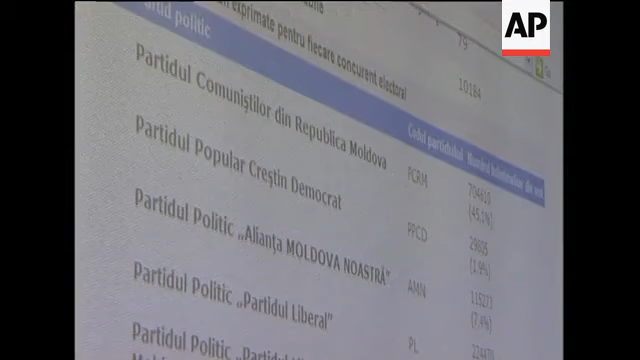 AP
exprimate pentru fiecare concurent electoral
79
10184
politic
Codul partidului
Partidul Comuniştilor din Republica Moldova
PCRM
(45.1%)
Partidul Popular Creştin Democrat
PPCD
29805
(1.9%)
Partidul Politic „Alianţa MOLDOVA NOASTRĂ”
AMN
115273
(7.4%)
Partidul Politic „Partidul Liberal”
PL
Partidul Politic